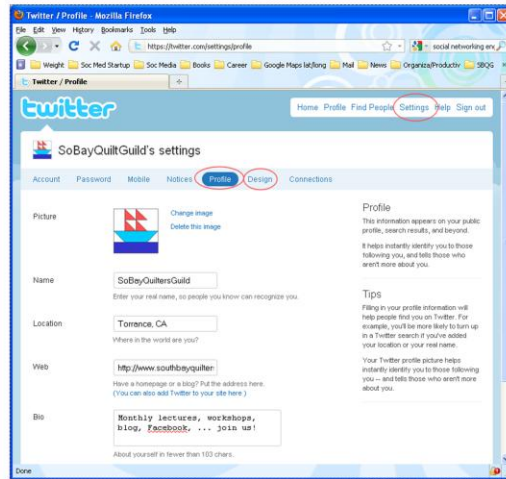 Twitter / Profile - Mozilla Firefox
File Edit View History Bookmarks Tools Help
https://twitter.com/settings/profile
social networking enc
Weight Soc Med Startup Soc Media Books Career Google Maps lat/long Mail News Organiza/Productiv SBQG
Twitter / Profile
twitter
Home Profile Find People Settings Help Sign out
SoBayQuiltGuild's settings
Account Password Mobile Notices Profile Design Connections
Picture
Change image
Delete this image
Name
SoBayQuiltersGuild
Enter your real name, so people you know can recognize you
Location
Torrance, CA
Where in the world are you?
Web
http://www.southbayquilter
Have a homepage or a blog? Put the address here.
(You can also add Twitter to your site here )
Bio
Monthly lectures, workshops,
blog, Facebook, ... join us!
About yourself in fewer than 103 chars.
Profile
This information appears on your public
profile, search results, and beyond.
It helps instantly identify you to those
following you, and tells those who
aren't more about you.
Tips
Filling in your profile information will
help people find you on Twitter. For
example, you'll be more likely to turn up
in a Twitter search if you've added
your location or your real name.
Your Twitter profile picture helps
instantly identify you to those following
you -- and tells those who aren't more
about you.
Done